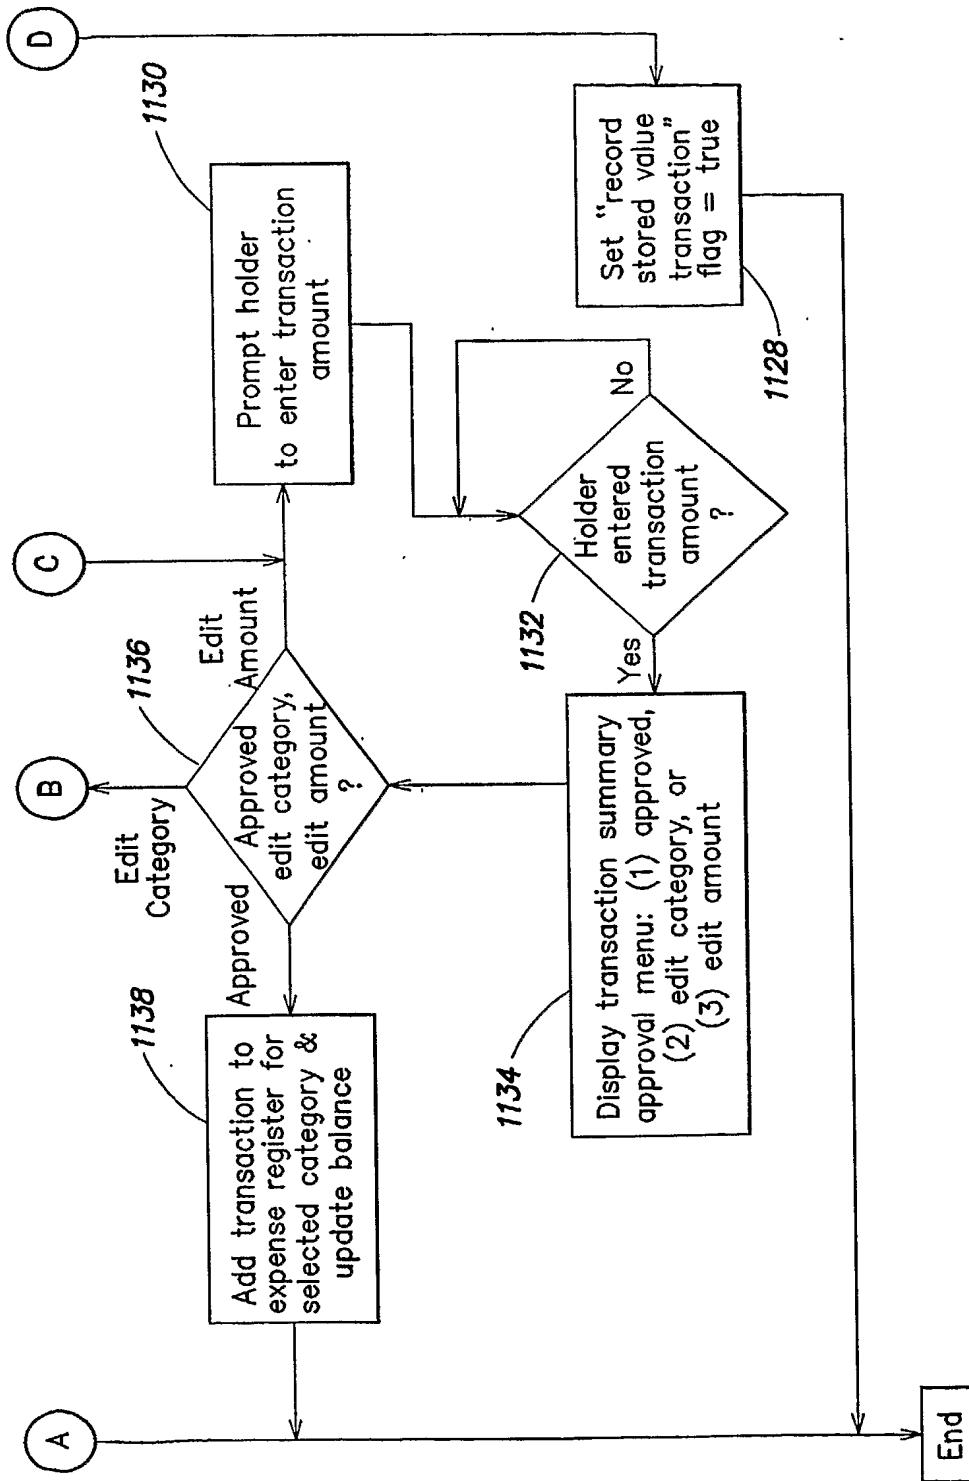 A
B
C
D
Edit
Category
1136
Edit
Amount
Approved
Approved
edit category,
edit amount
?
1138
Add transaction to
expense register for
selected category &
update balance
1130
Prompt holder
to enter transaction
amount
1132
Holder
entered
transaction
amount
?
No
Yes
1134
Display transaction summary
approval menu: (1) approved,
(2) edit category, or
(3) edit amount
Set "record
stored value
transaction"
flag = true
1128
End